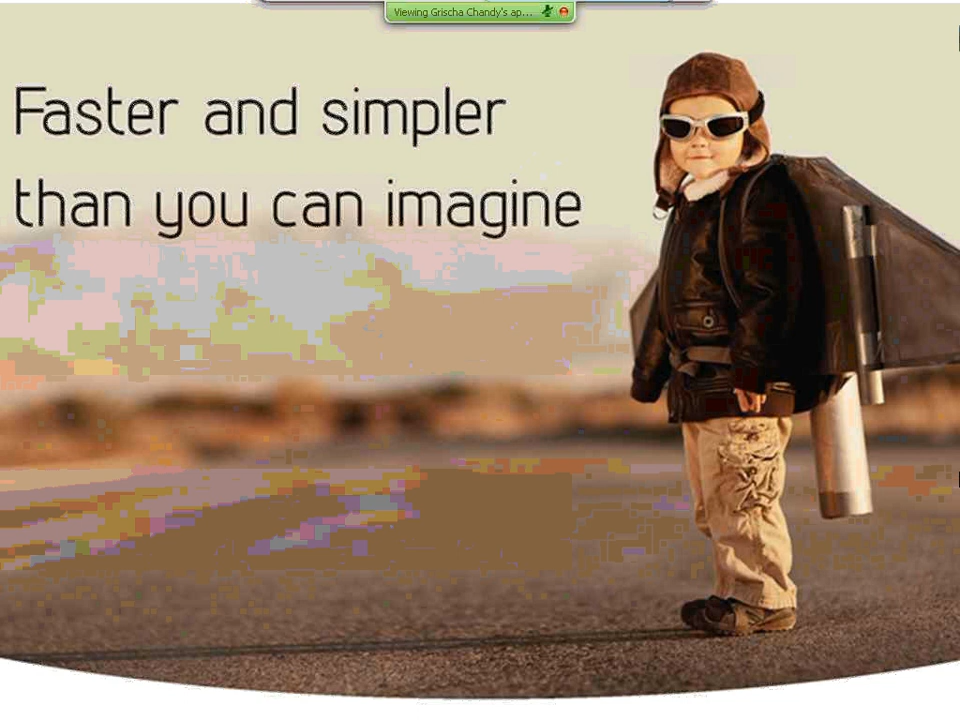 Viewing Grischa Chandy's ap...
Faster and simpler
than you can imagine